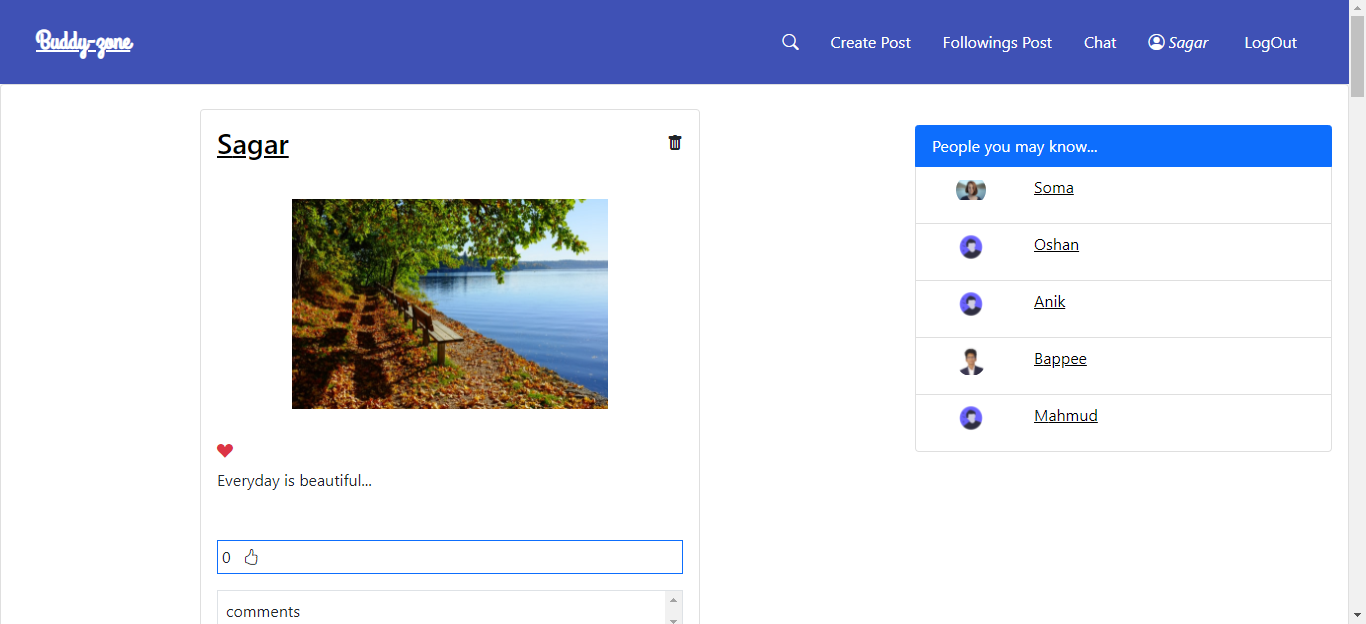 Buddy-zone
Create Post
Followings Post
Chat
Sagar
LogOut
Sagar
People you may know...
Soma
Oshan
Anik
Bappee
Mahmud
Everyday is beautiful...
0
comments